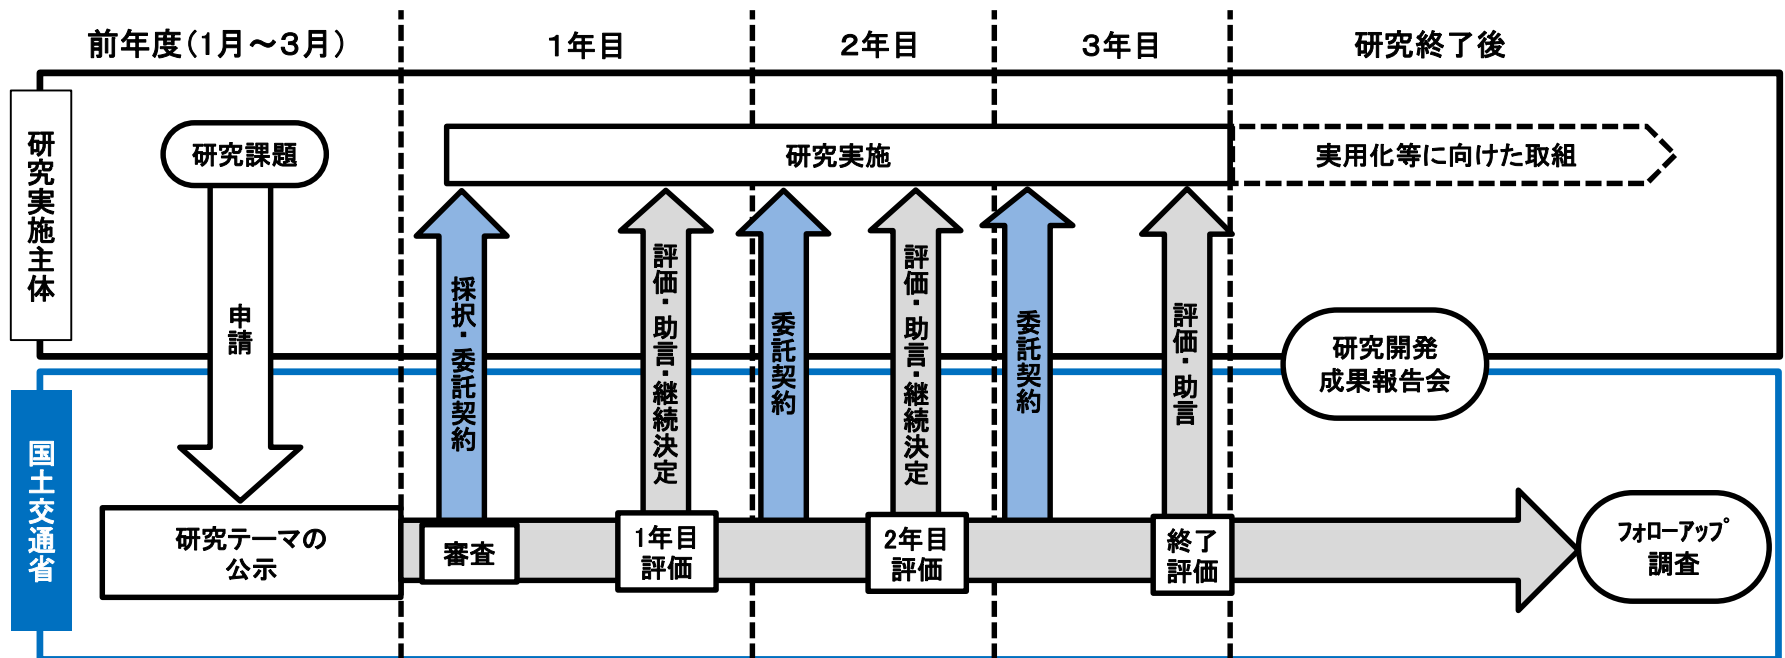 前年度(1月～3月)
1年目
2年目
3年目
研究終了後
研究実施主体
研究課題
研究実施
実用化等に向けた取組
申請
採択・委託契約
評価・助言・継続決定
委託契約
評価・助言・継続決定
委託契約
評価・助言
研究開発
成果報告会
国土交通省
研究テーマの
公示
審査
1年目
評価
2年目
評価
終了
評価
フォローアップ
調査